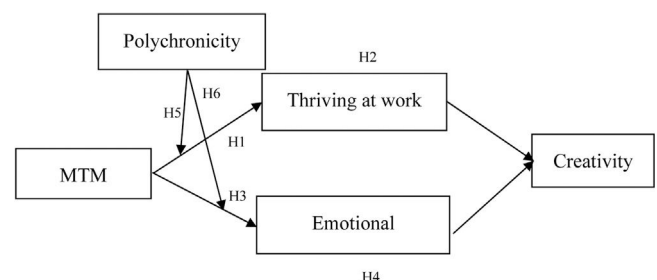 Polychronicity
H2
H6
Thriving at work
H5
H1
Creativity
MTM
H3
Emotional
H4